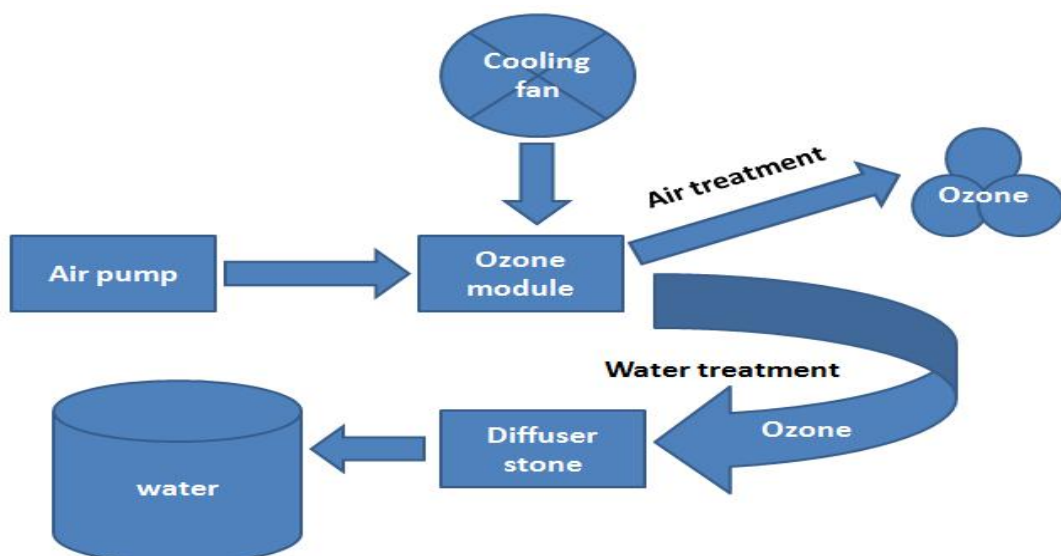 Cooling
fan
Air treatment
Ozone
Air pump
Ozone
module
Water treatment
Ozone
Diffuser
stone
water